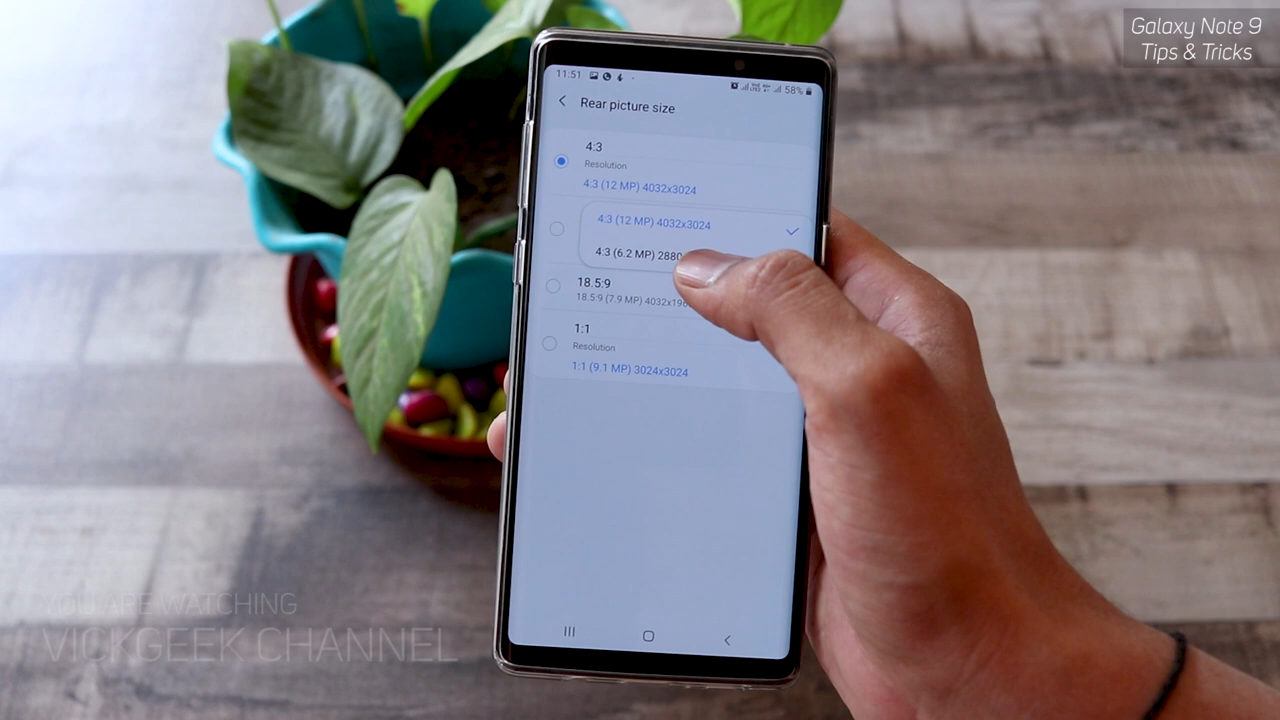 Galaxy Note 9
Tips & Tricks
11.51
58%
Rear picture size
4:3
Resolution
4:3 (12 MP) 4032x3024
4:3 (12 MP) 4032x3024
4:3 (6.2 MP) 2880
18.5:9
18.5:9 (7.9 MP) 4032x196
1:1
Resolution
1:1 (9.1 MP) 3024x3024
YOU ARE WATCHING
VICKGEEK CHANNEL